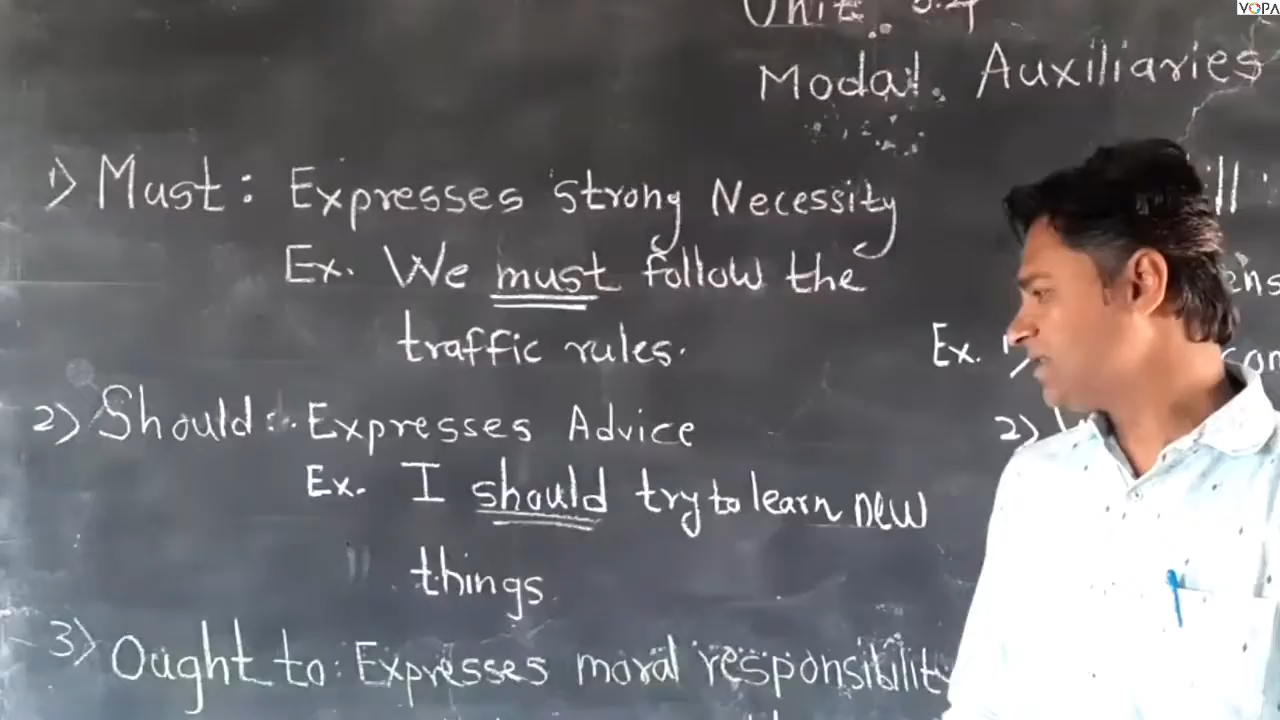 VOPA
Modal Auxiliaries
1) Must: Expresses strong Necessity
Ex. We must follow the
traffic rules.
2) Should: Expresses Advice
Ex. I should try to learn new
things.
3) Ought to: Expresses moral responsibility
Ex.
2)